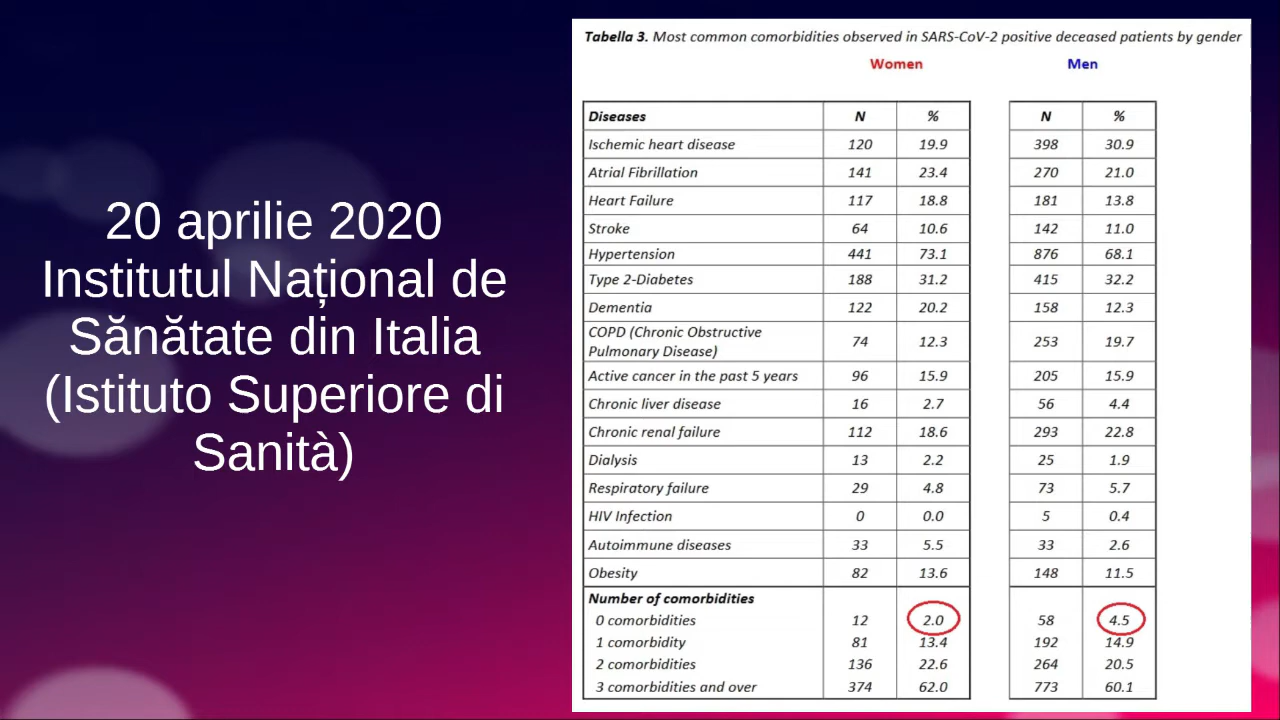 20 aprilie 2020
Institutul Național de
Sănătate din Italia
(Istituto Superiore di
Sanità)
Tabella 3. Most common comorbidities observed in SARS-CoV-2 positive deceased patients by gender
Women Men
Diseases N % N %
Ischemic heart disease 120 19.9 398 30.9
Atrial Fibrillation 141 23.4 270 21.0
Heart Failure 117 18.8 181 13.8
Stroke 64 10.6 142 11.0
Hypertension 441 73.1 876 68.1
Type 2-Diabetes 188 31.2 415 32.2
Dementia 122 20.2 158 12.3
COPD (Chronic Obstructive
Pulmonary Disease) 74 12.3 253 19.7
Active cancer in the past 5 years 96 15.9 205 15.9
Chronic liver disease 16 2.7 56 4.4
Chronic renal failure 112 18.6 293 22.8
Dialysis 13 2.2 25 1.9
Respiratory failure 29 4.8 73 5.7
HIV Infection 0 0.0 5 0.4
Autoimmune diseases 33 5.5 33 2.6
Obesity 82 13.6 148 11.5
Number of comorbidities
0 comorbidities 12 2.0 58 4.5
1 comorbidity 81 13.4 192 14.9
2 comorbidities 136 22.6 264 20.5
3 comorbidities and over 374 62.0 773 60.1